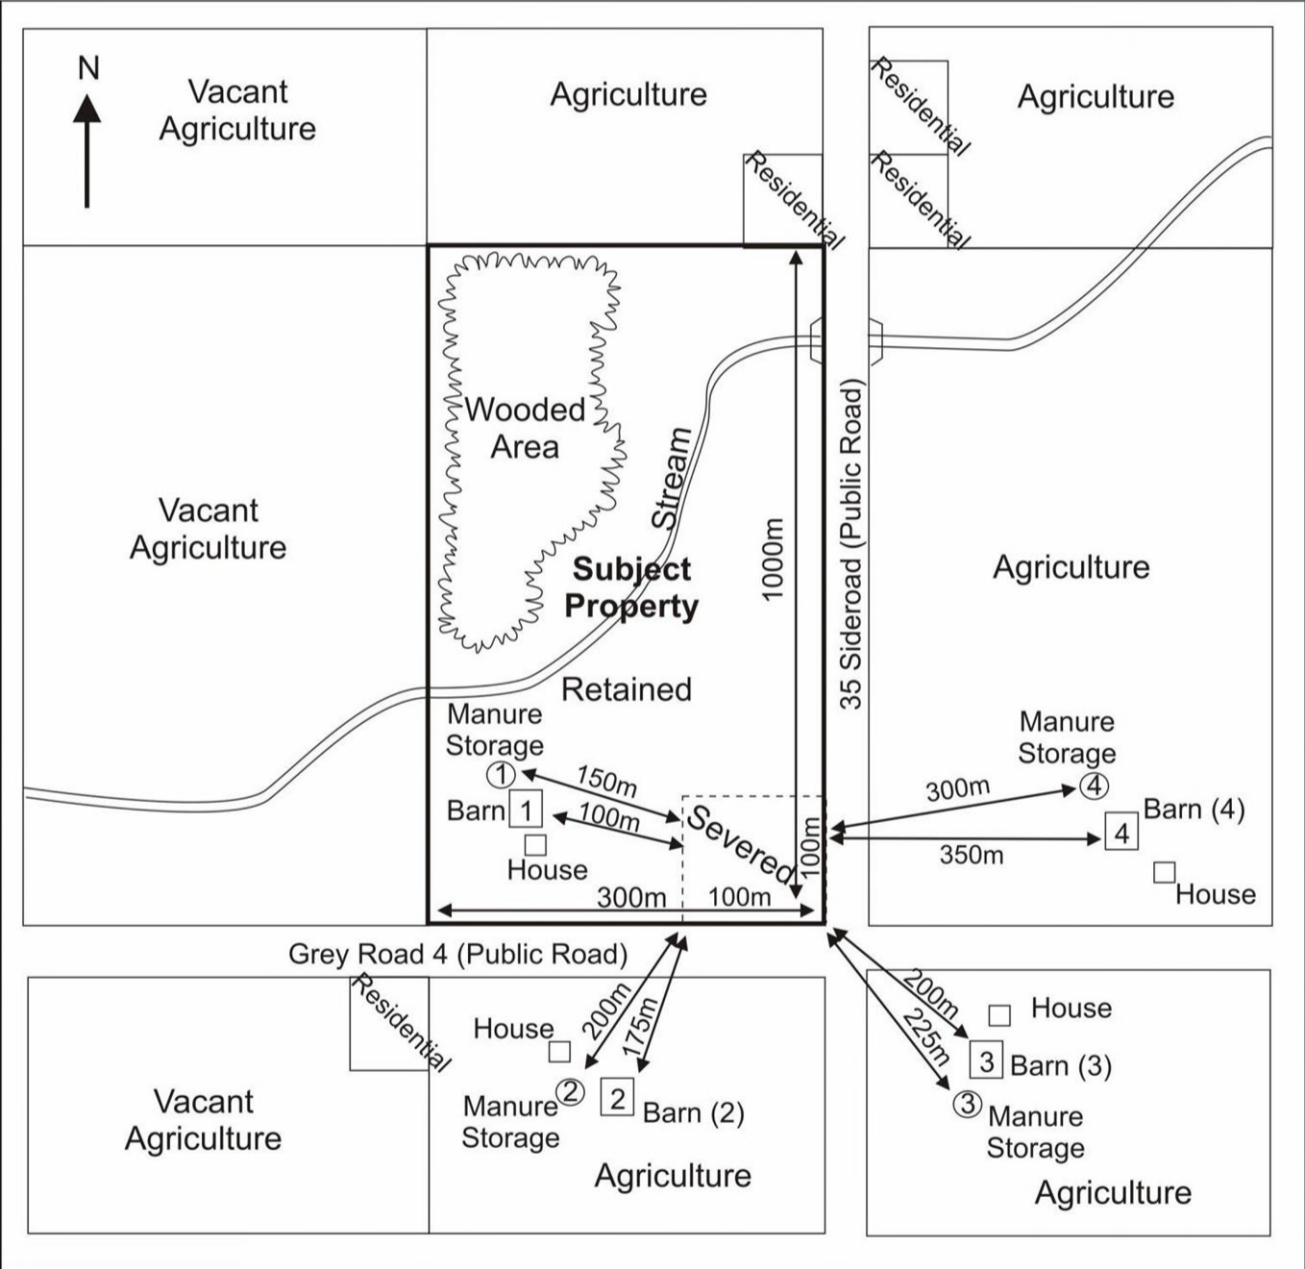 N
Vacant
Agriculture
Agriculture
Residential
Agriculture
Residential
Residential
Wooded
Area
Stream
1000m
35 Sideroad (Public Road)
Vacant
Agriculture
Subject
Property
Agriculture
Retained
Manure
Storage
1
150m
Barn
1
100m
House
Severed
100m
300m
100m
Manure
Storage
300m
4
Barn (4)
4
350m
House
Grey Road 4 (Public Road)
Residential
House
200m
175m
2
2
Manure
Storage
Barn (2)
Vacant
Agriculture
Agriculture
200m
225m
House
3
Barn (3)
3
Manure
Storage
Agriculture